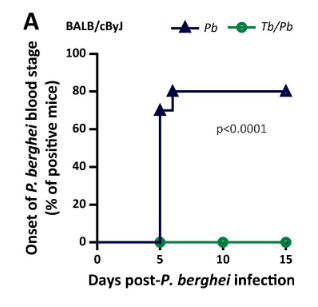 A
BALB/cByJ
Pb
Tb/Pb
Onset of P. berghei blood stage
(% of positive mice)
100
80
60
40
20
0
p<0.0001
0 5 10 15
Days post-P. berghei infection